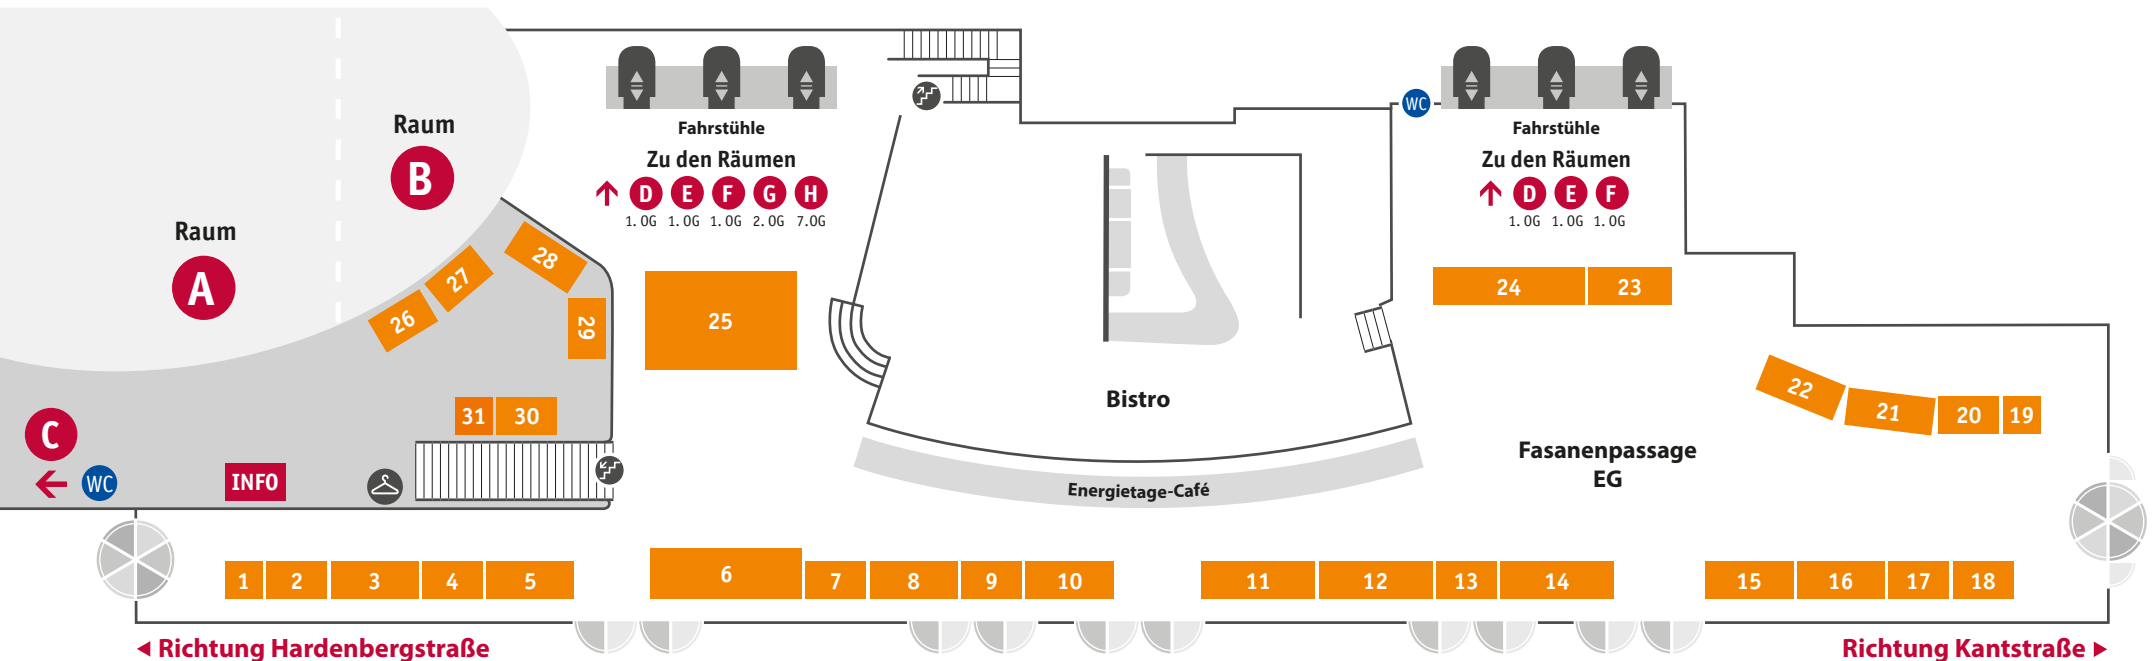 Raum
B
Raum
A
C
WC
INFO
Fahrstühle
Zu den Räumen
D E F G H
1. OG 1. OG 1. OG 2. OG 7.OG
WC
Fahrstühle
Zu den Räumen
D E F
1. OG 1. OG 1. OG
28
27
26
29
25
31 30
24 23
22
21
20
19
Bistro
Energietage-Café
Fasanenpassage
EG
1 2 3 4 5 6 7 8 9 10 11 12 13 14 15 16 17 18
Richtung Hardenbergstraße
Richtung Kantstraße